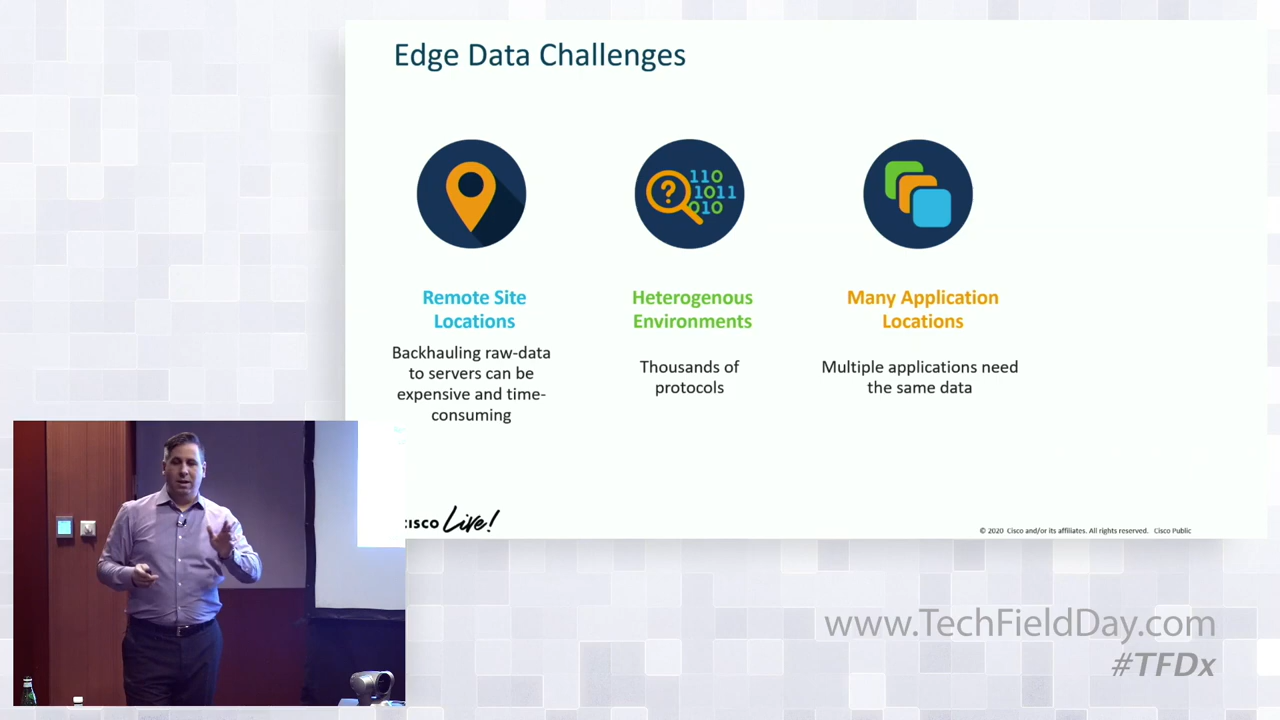 Edge Data Challenges
110
1011
010
?
Remote Site
Locations
Backhauling raw-data
to servers can be
expensive and time-
consuming
Heterogenous
Environments
Thousands of
protocols
Many Application
Locations
Multiple applications need
the same data
cisco Live!
© 2020 Cisco and/or its affiliates. All rights reserved. Cisco Public
www.TechFieldDay.com
#TFDx